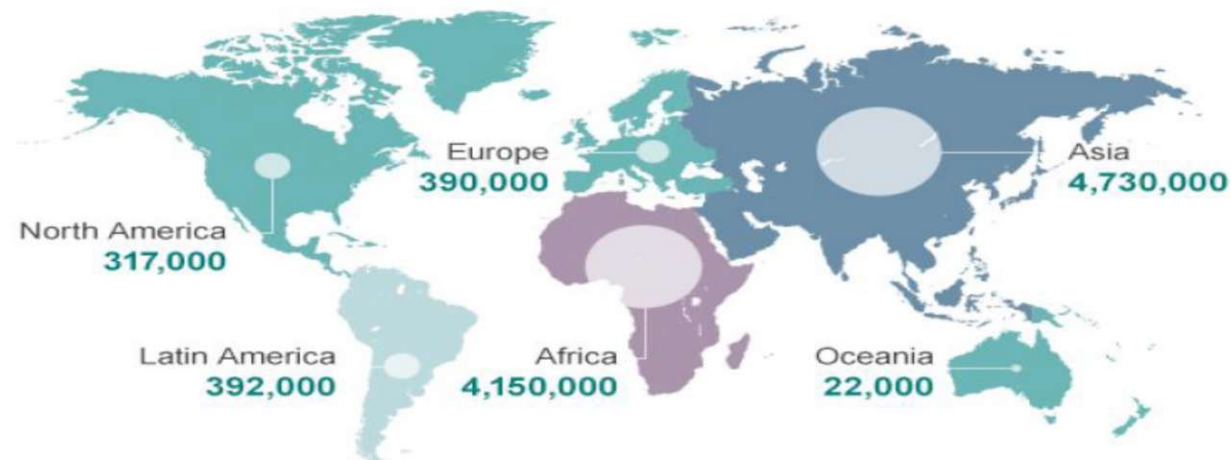 Europe
390,000
Asia
4,730,000
North America
317,000
Latin America
392,000
Africa
4,150,000
Oceania
22,000